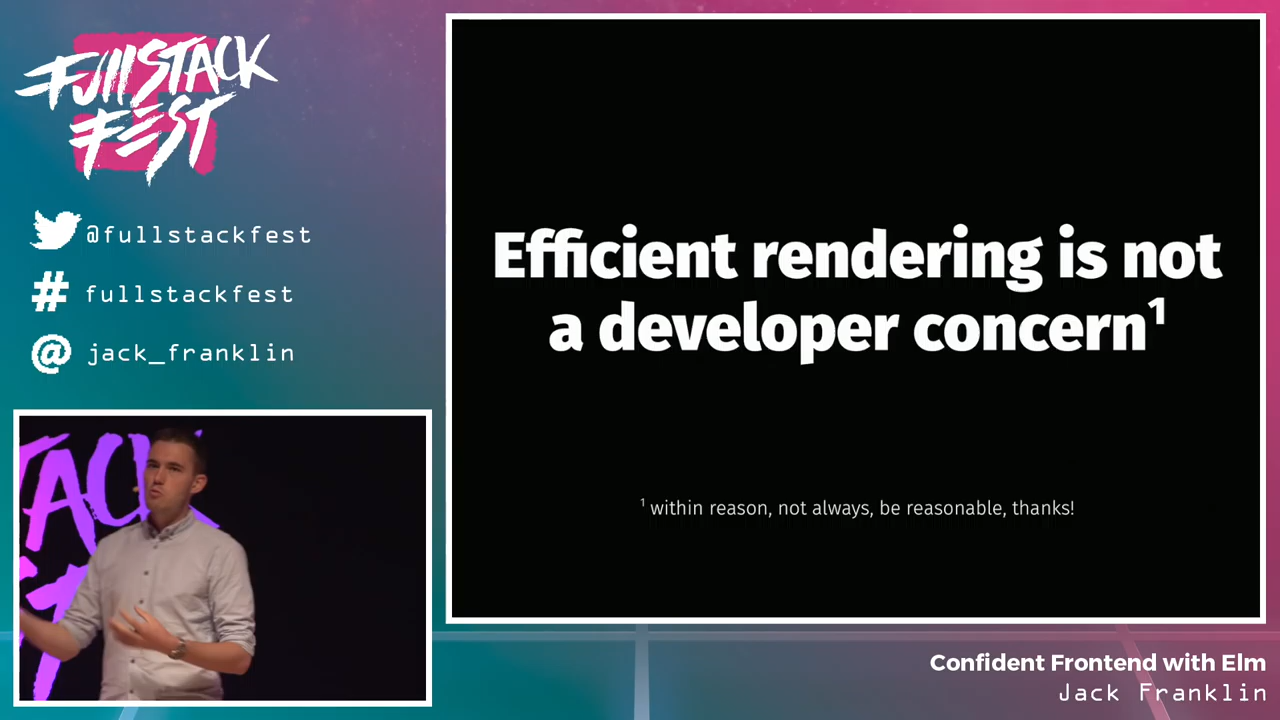 FullSTACK
FEST
@fullstackfest
# fullstackfest
@ jack_franklin
Efficient rendering is not
a developer concern¹
¹ within reason, not always, be reasonable, thanks!
TACK
Confident Frontend with Elm
Jack Franklin